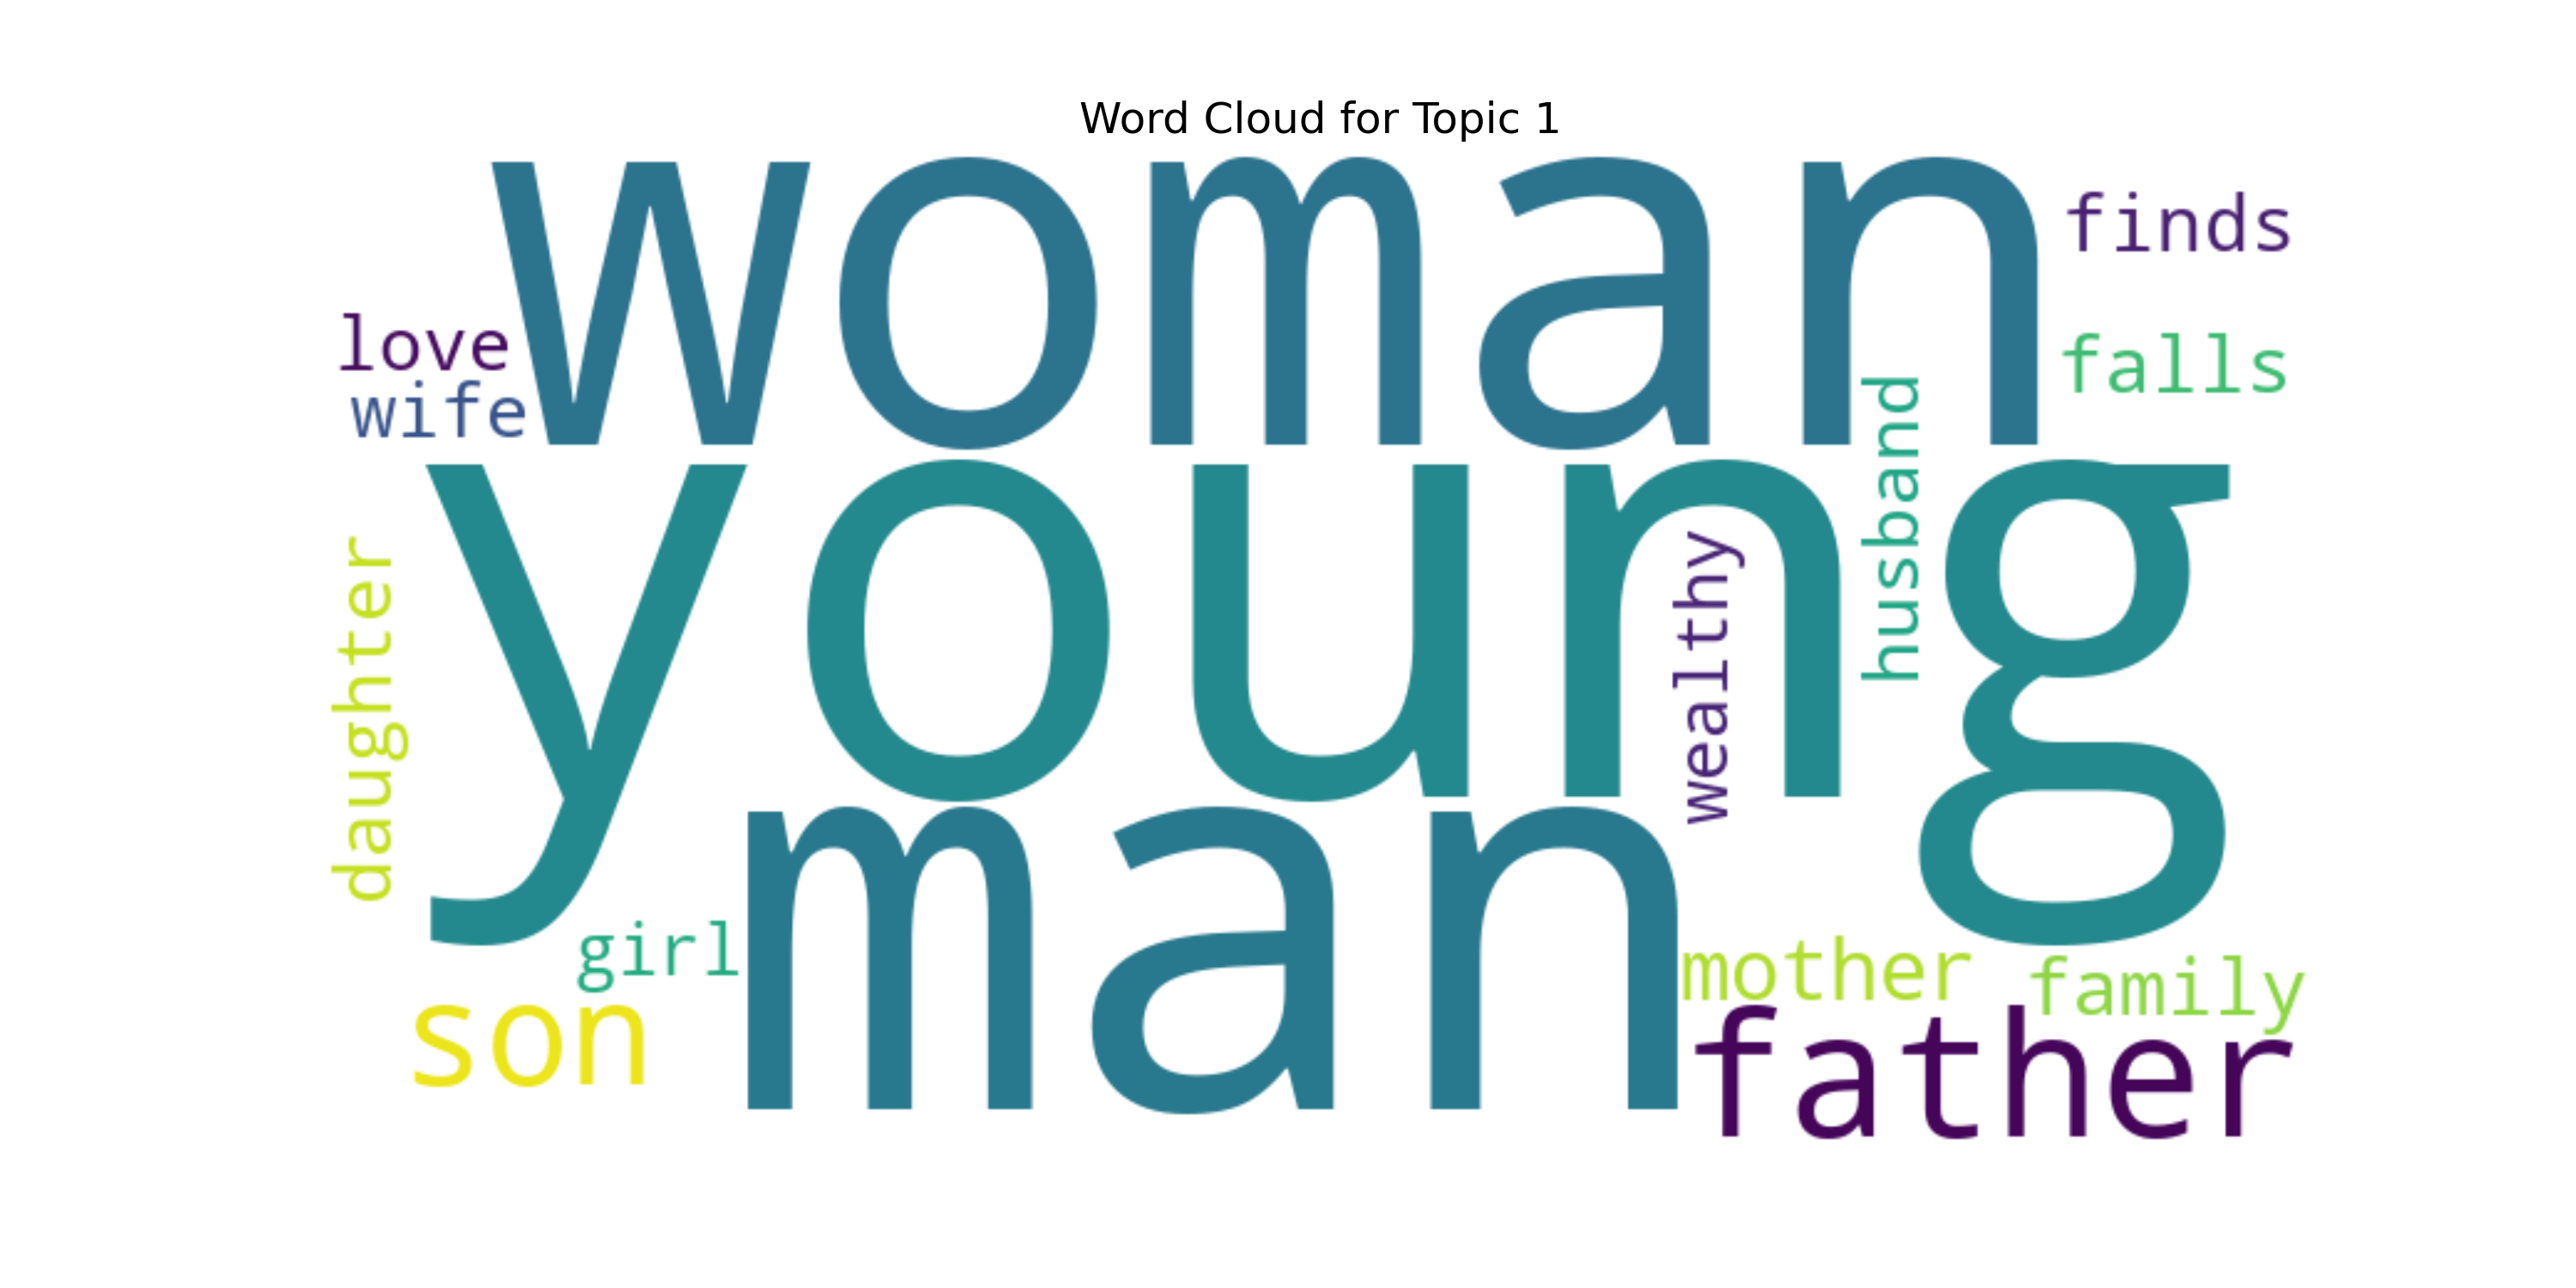 Word Cloud for Topic 1
woman
finds
love
falls
wife
husband
young
wealthy
daughter
man
girl
mother
family
son
father